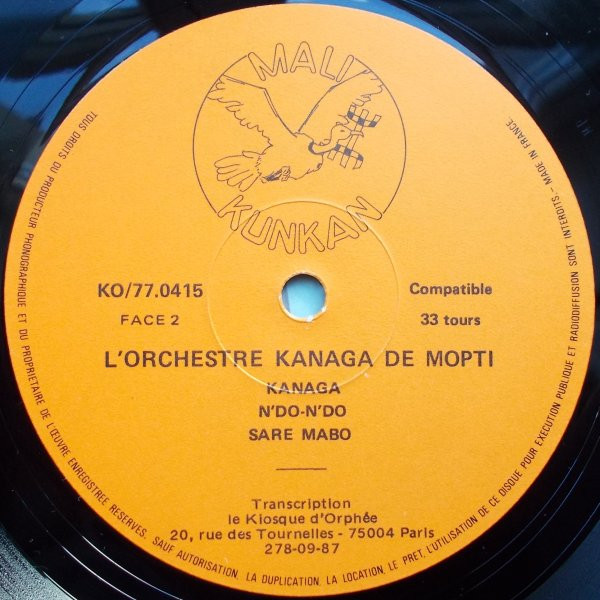 MALI
KUNKAN
KO/77.0415
FACE 2
Compatible
33 tours
L'ORCHESTRE KANAGA DE MOPTI
KANAGA
N'DO-N'DO
SARE MABO
Transcription
le Kiosque d'Orphée
20, rue des Tournelles - 75004 Paris
278-09-87
TOUS DROITS DU PRODUCTEUR PHONOGRAPHIQUE ET DU PROPRIETAIRE DE L'ŒUVRE ENREGISTREE RESERVES. SAUF AUTORISATION, LA DUPLICATION, LA LOCATION, LE PRET, L'UTILISATION DE CE DISQUE POUR EXECUTION PUBLIQUE ET RADIODIFFUSION SONT INTERDITS. - MADE IN FRANCE.